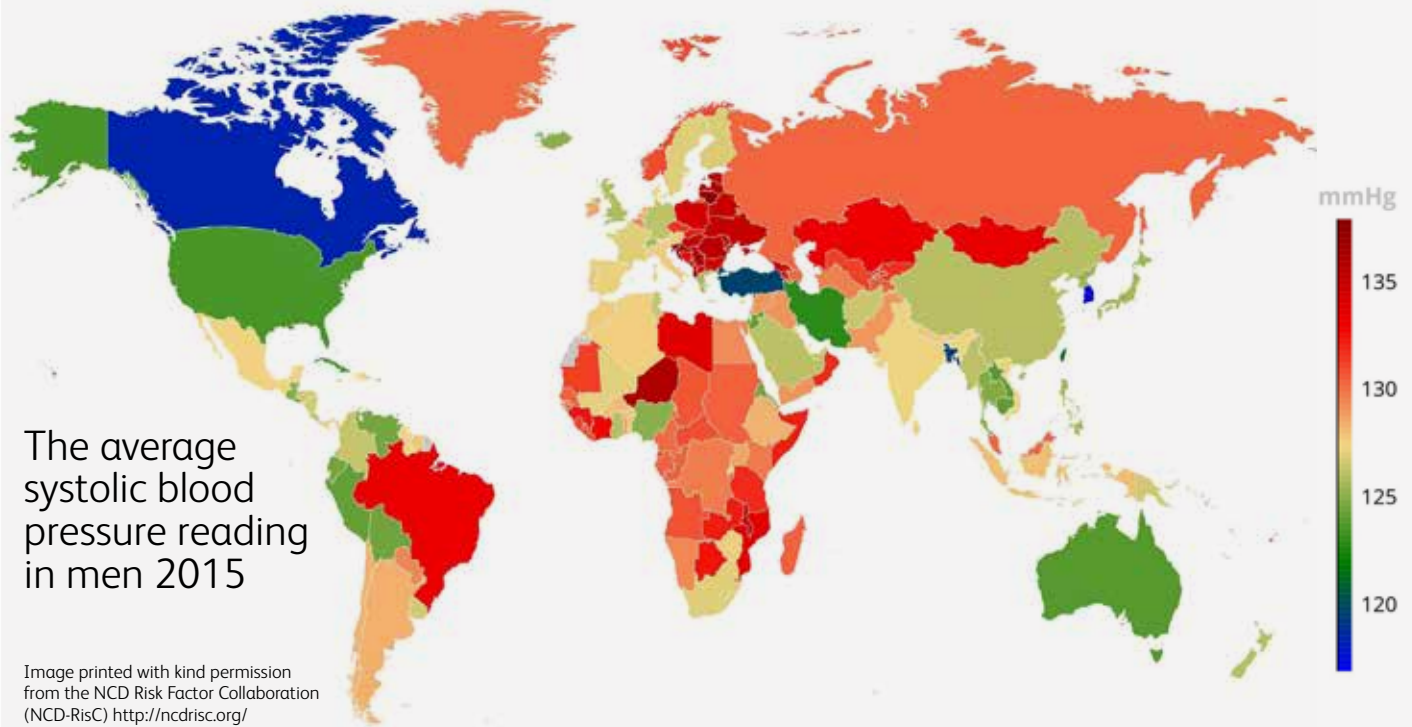 mmHg
135
130
125
120
The average
systolic blood
pressure reading
in men 2015
Image printed with kind permission
from the NCD Risk Factor Collaboration
(NCD-RisC) http://ncdrisc.org/